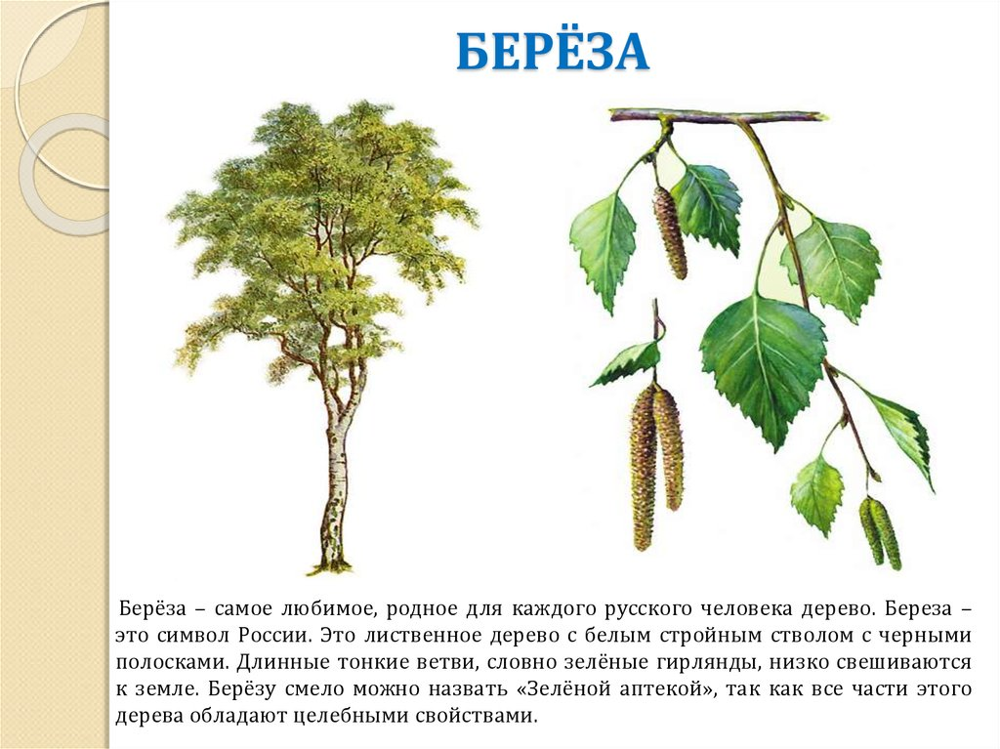 БЕРЁЗА
Берёза – самое любимое, родное для каждого русского человека дерево. Береза –
это символ России. Это лиственное дерево с белым стройным стволом с черными
полосками. Длинные тонкие ветви, словно зелёные гирлянды, низко свешиваются
к земле. Берёзу смело можно назвать «Зелёной аптекой», так как все части этого
дерева обладают целебными свойствами.